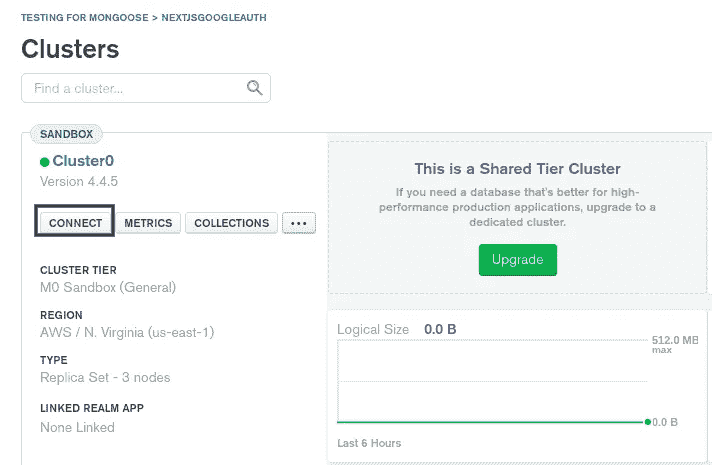 TESTING FOR MONGOOSE > NEXTJSGOOGLEAUTH
Clusters
Find a cluster...
SANDBOX
Cluster0
Version 4.4.5
CONNECT METRICS COLLECTIONS ...
CLUSTER TIER
M0 Sandbox (General)
REGION
AWS / N. Virginia (us-east-1)
TYPE
Replica Set - 3 nodes
LINKED REALM APP
None Linked
This is a Shared Tier Cluster
If you need a database that's better for high-
performance production applications, upgrade to a
dedicated cluster.
Upgrade
Logical Size 0.0 B
512.0 MB
max
0.0 B
Last 6 Hours